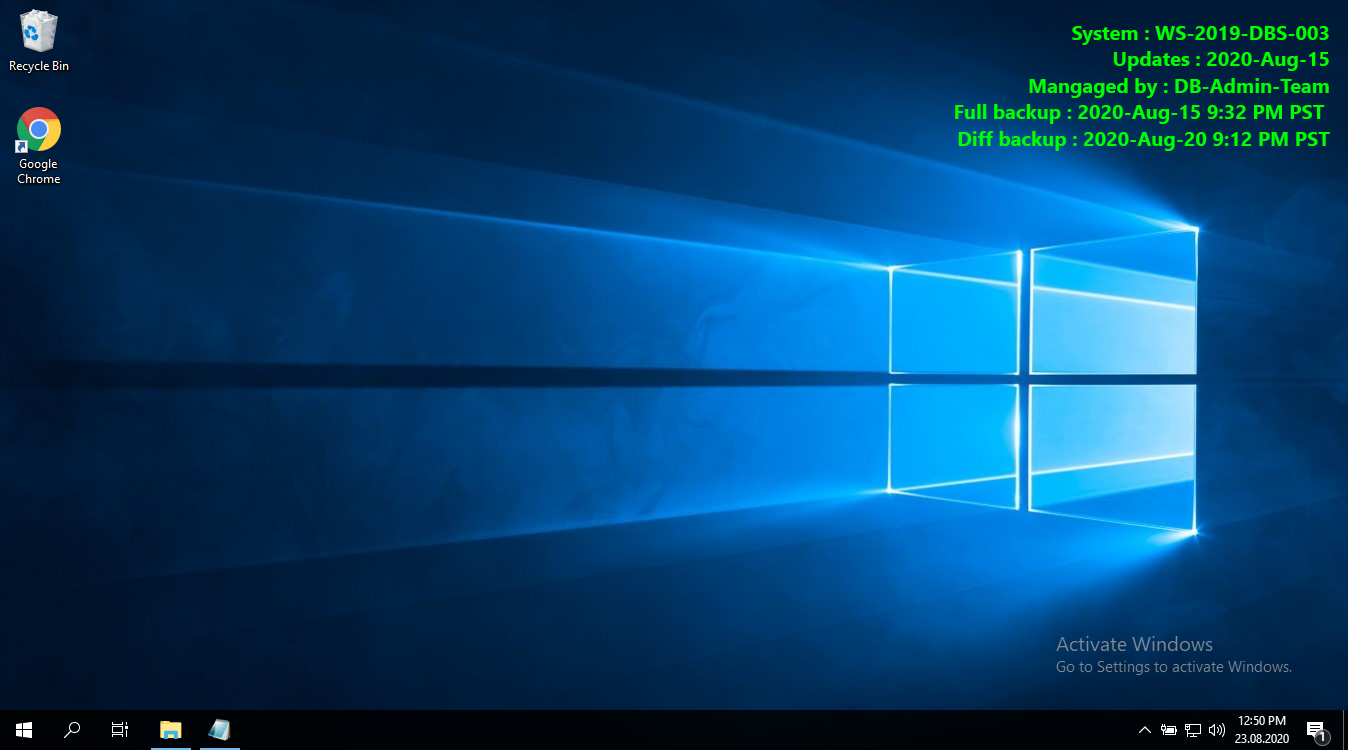 Recycle Bin
Google
Chrome
System : WS-2019-DBS-003
Updates : 2020-Aug-15
Mangaged by : DB-Admin-Team
Full backup : 2020-Aug-15 9:32 PM PST
Diff backup : 2020-Aug-20 9:12 PM PST
Activate Windows
Go to Settings to activate Windows.
12:50 PM
23.08.2020
1